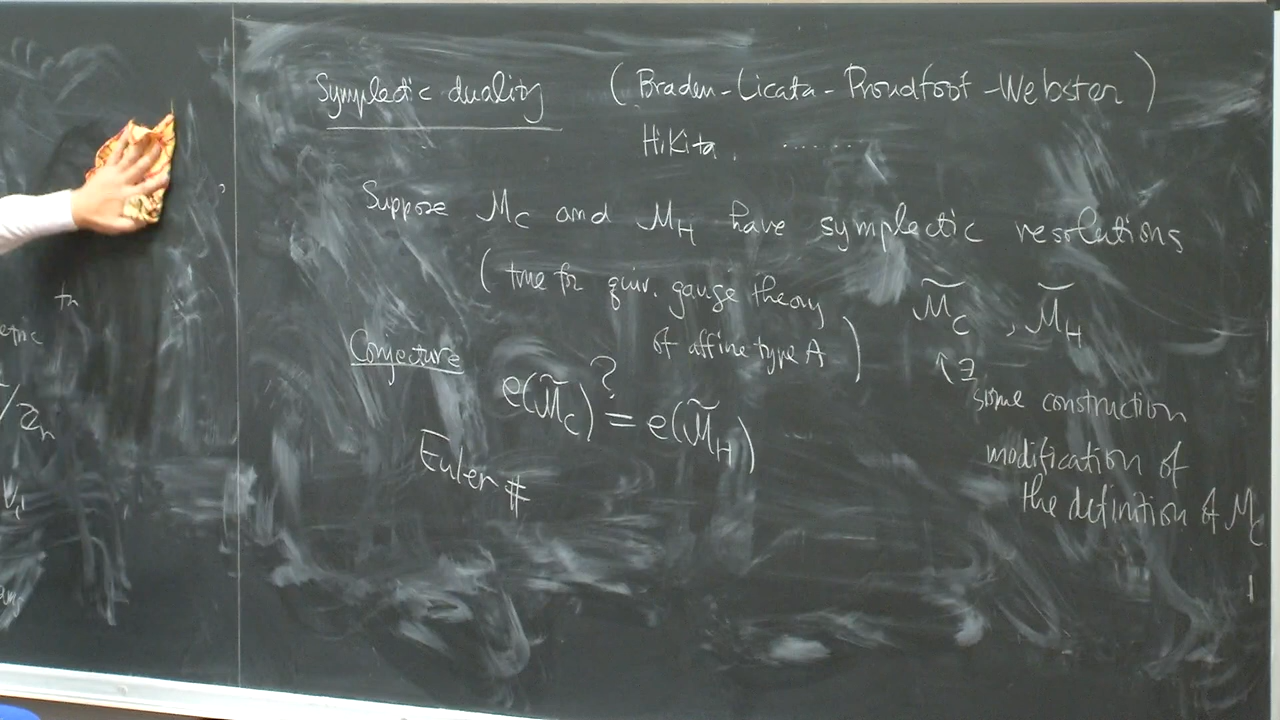 Symplectic duality (Braden-Licata-Proudfoot-Webster)
HiKita, .......
Suppose M_C and M_H have symplectic resolutions
(true for quiv. gauge theory
of affine type A)
M̃_C, M̃_H
↑∃
some construction
modification of
the definition of M_C
Conjecture
e(M̃_C) ?= e(M̃_H)
Euler #